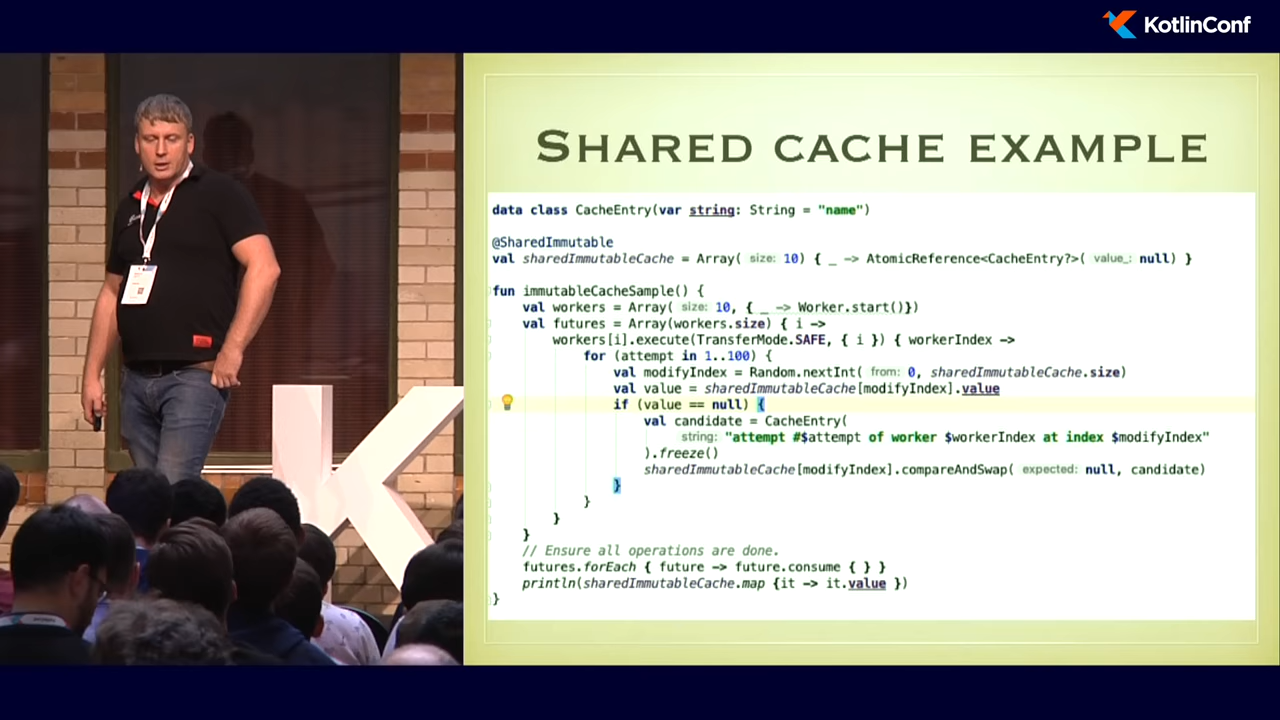 KotlinConf
SHARED CACHE EXAMPLE
data class CacheEntry(var string: String = "name")
@SharedImmutable
val sharedImmutableCache = Array( size: 10) { _ -> AtomicReference<CacheEntry?>( value_: null) }
fun immutableCacheSample() {
val workers = Array( size: 10, { _ -> Worker.start()})
val futures = Array(workers.size) { i ->
workers[i].execute(TransferMode.SAFE, { i }) { workerIndex ->
for (attempt in 1..100) {
val modifyIndex = Random.nextInt( from: 0, sharedImmutableCache.size)
val value = sharedImmutableCache[modifyIndex].value
if (value == null) {
val candidate = CacheEntry(
string: "attempt #$attempt of worker $workerIndex at index $modifyIndex"
).freeze()
sharedImmutableCache[modifyIndex].compareAndSwap( expected: null, candidate)
}
}
}
}
// Ensure all operations are done.
futures.forEach { future -> future.consume { } }
println(sharedImmutableCache.map {it -> it.value })
}
K